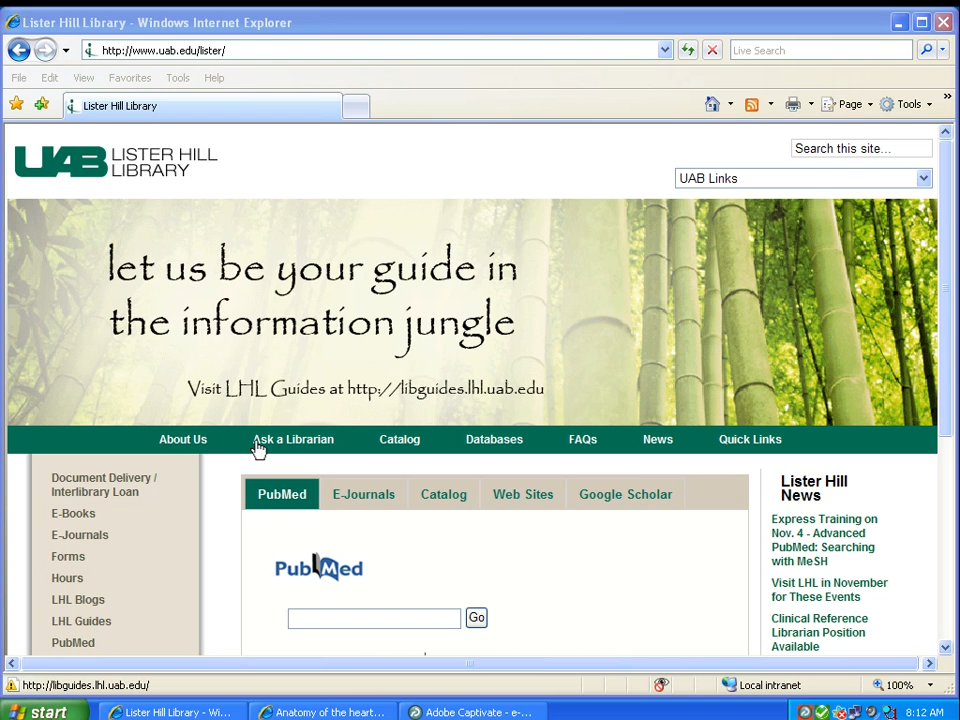 Lister Hill Library - Windows Internet Explorer
http://www.uab.edu/lister/
Live Search
File Edit View Favorites Tools Help
Lister Hill Library
Page Tools
UAB LISTER HILL LIBRARY
Search this site...
UAB Links
let us be your guide in
the information jungle
Visit LHL Guides at http://libguides.lhl.uab.edu
About Us Ask a Librarian Catalog Databases FAQs News Quick Links
Document Delivery /
Interlibrary Loan
E-Books
E-Journals
Forms
Hours
LHL Blogs
LHL Guides
PubMed
PubMed E-Journals Catalog Web Sites Google Scholar
PubMed
Go
Lister Hill
News
Express Training on
Nov. 4 - Advanced
PubMed: Searching
with MeSH
Visit LHL in November
for These Events
Clinical Reference
Librarian Position
Available
http://libguides.lhl.uab.edu/
Local intranet
100%
start
Lister Hill Library - Wi...
Anatomy of the heart...
Adobe Captivate - e-...
8:12 AM